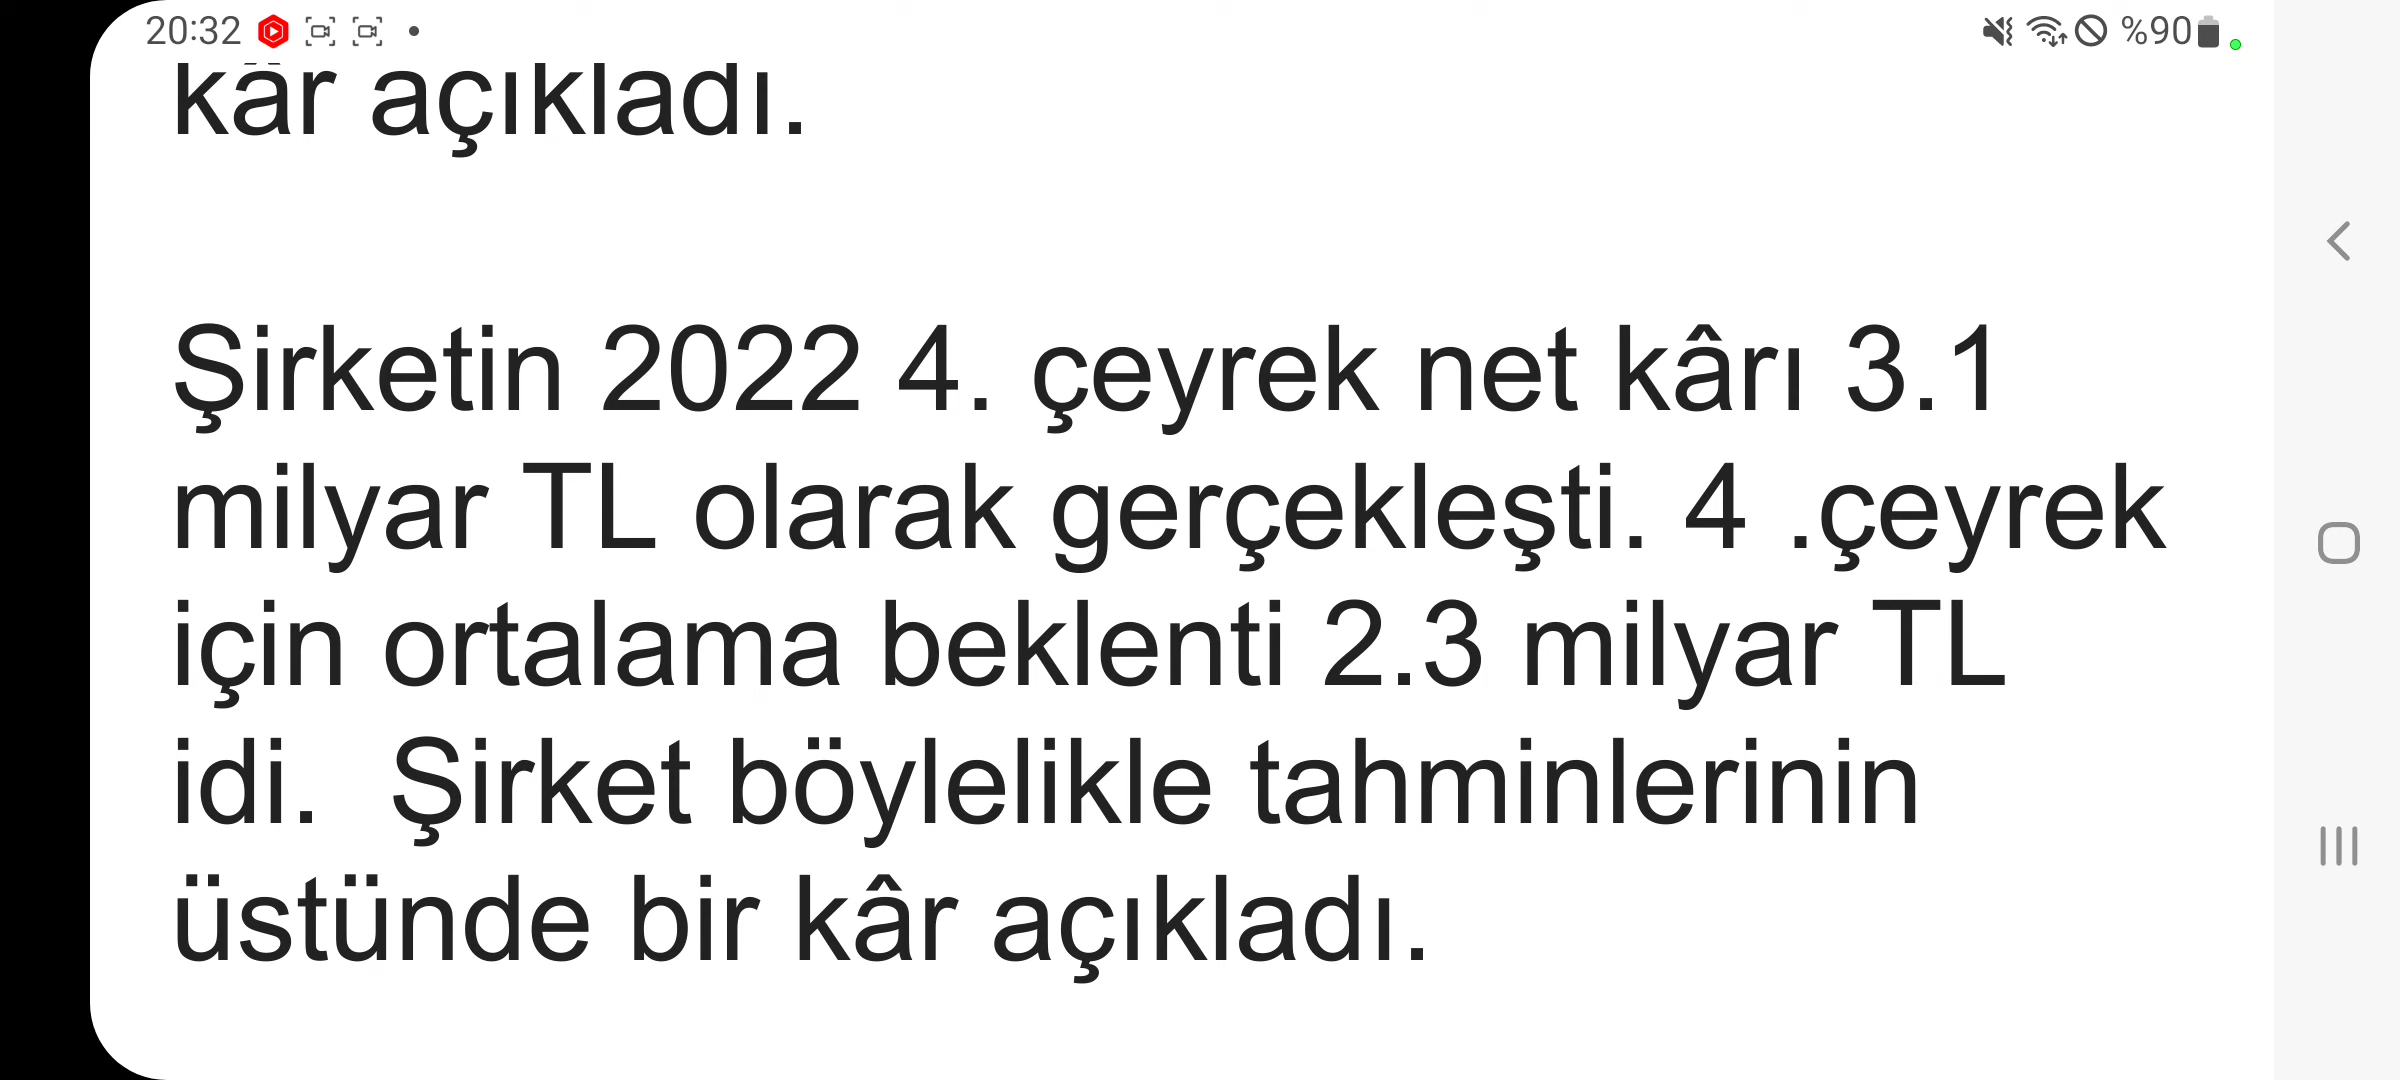 20:32 %90
kâr açıkladı.
Şirketin 2022 4. çeyrek net kârı 3.1
milyar TL olarak gerçekleşti. 4 .çeyrek
için ortalama beklenti 2.3 milyar TL
idi.  Şirket böylelikle tahminlerinin
üstünde bir kâr açıkladı.